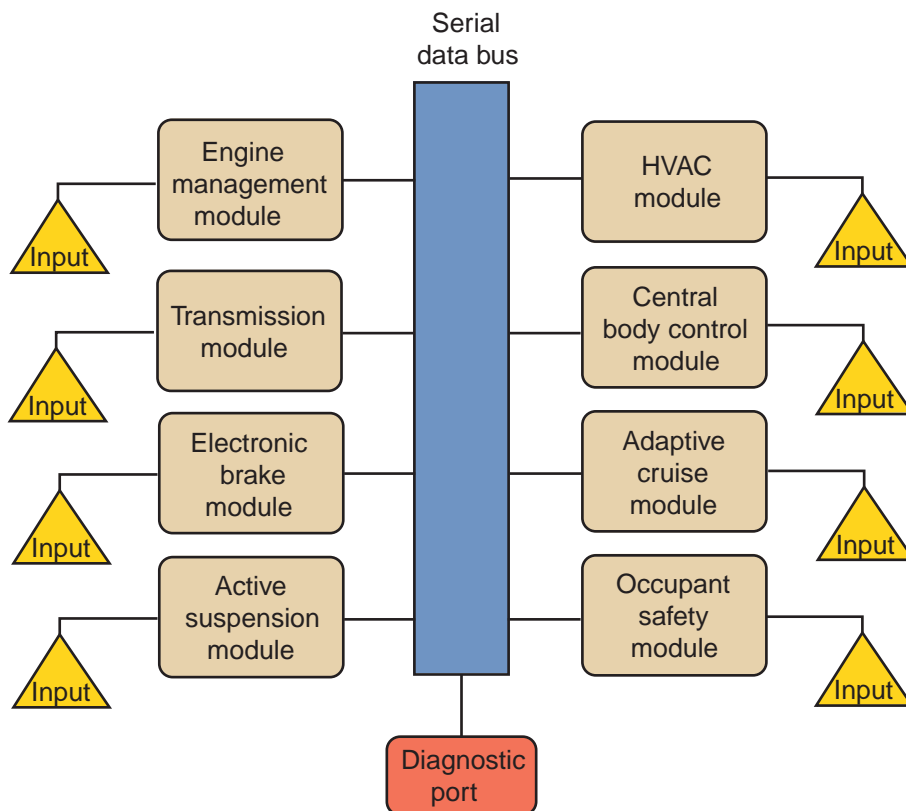 Serial
data bus
Engine
management
module
Input
HVAC
module
Input
Transmission
module
Input
Central
body control
module
Input
Electronic
brake
module
Input
Adaptive
cruise
module
Input
Active
suspension
module
Input
Occupant
safety
module
Input
Diagnostic
port